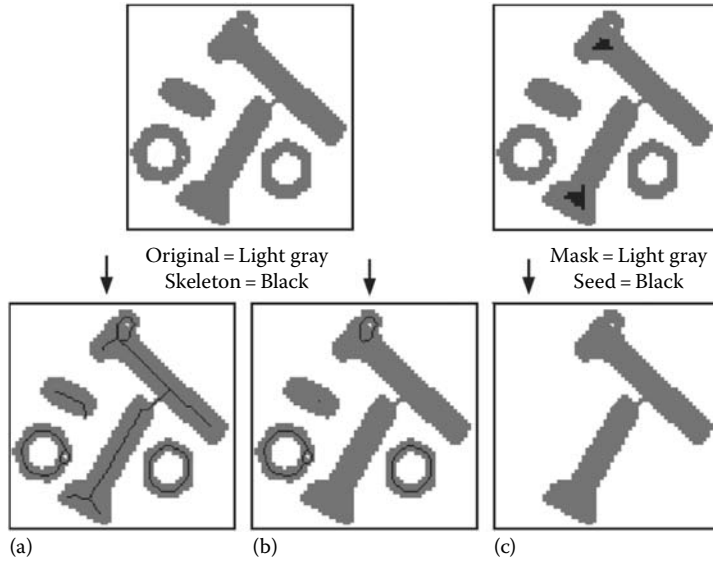 Original = Light gray
Skeleton = Black
Mask = Light gray
Seed = Black
(a)
(b)
(c)